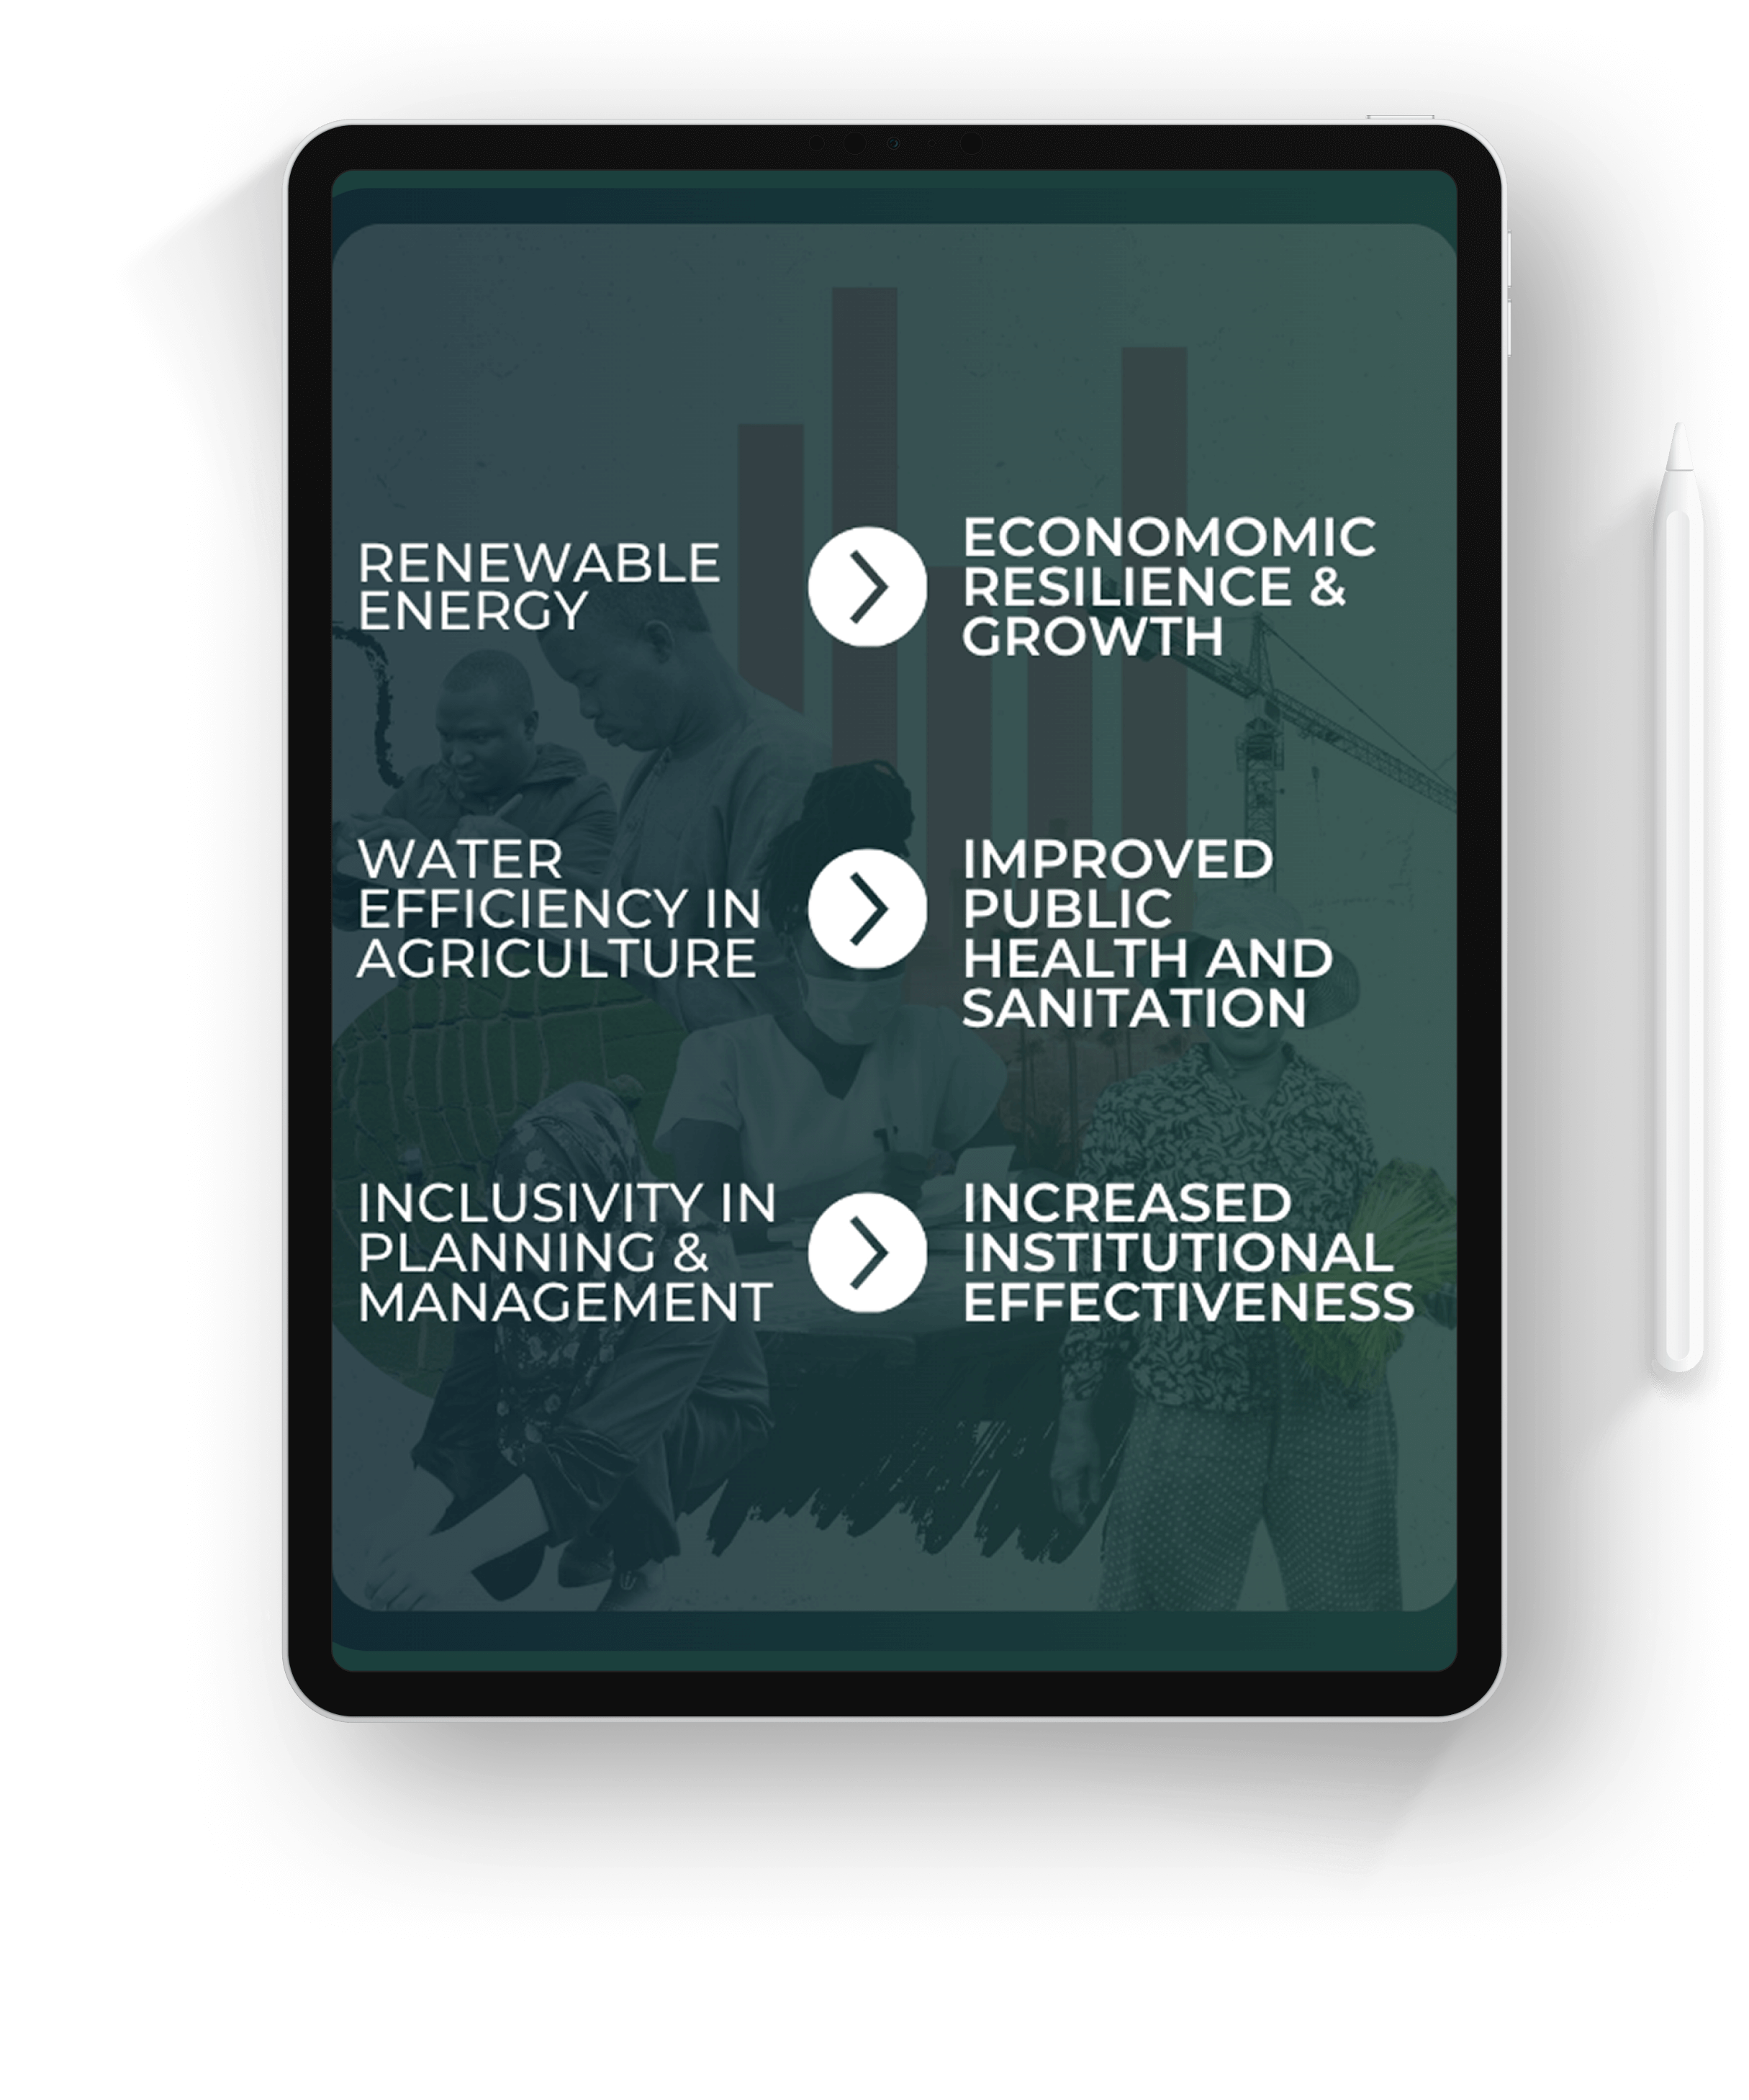 RENEWABLE
ENERGY
ECONOMOMIC
RESILIENCE &
GROWTH
WATER
EFFICIENCY IN
AGRICULTURE
IMPROVED
PUBLIC
HEALTH AND
SANITATION
INCLUSIVITY IN
PLANNING &
MANAGEMENT
INCREASED
INSTITUTIONAL
EFFECTIVENESS